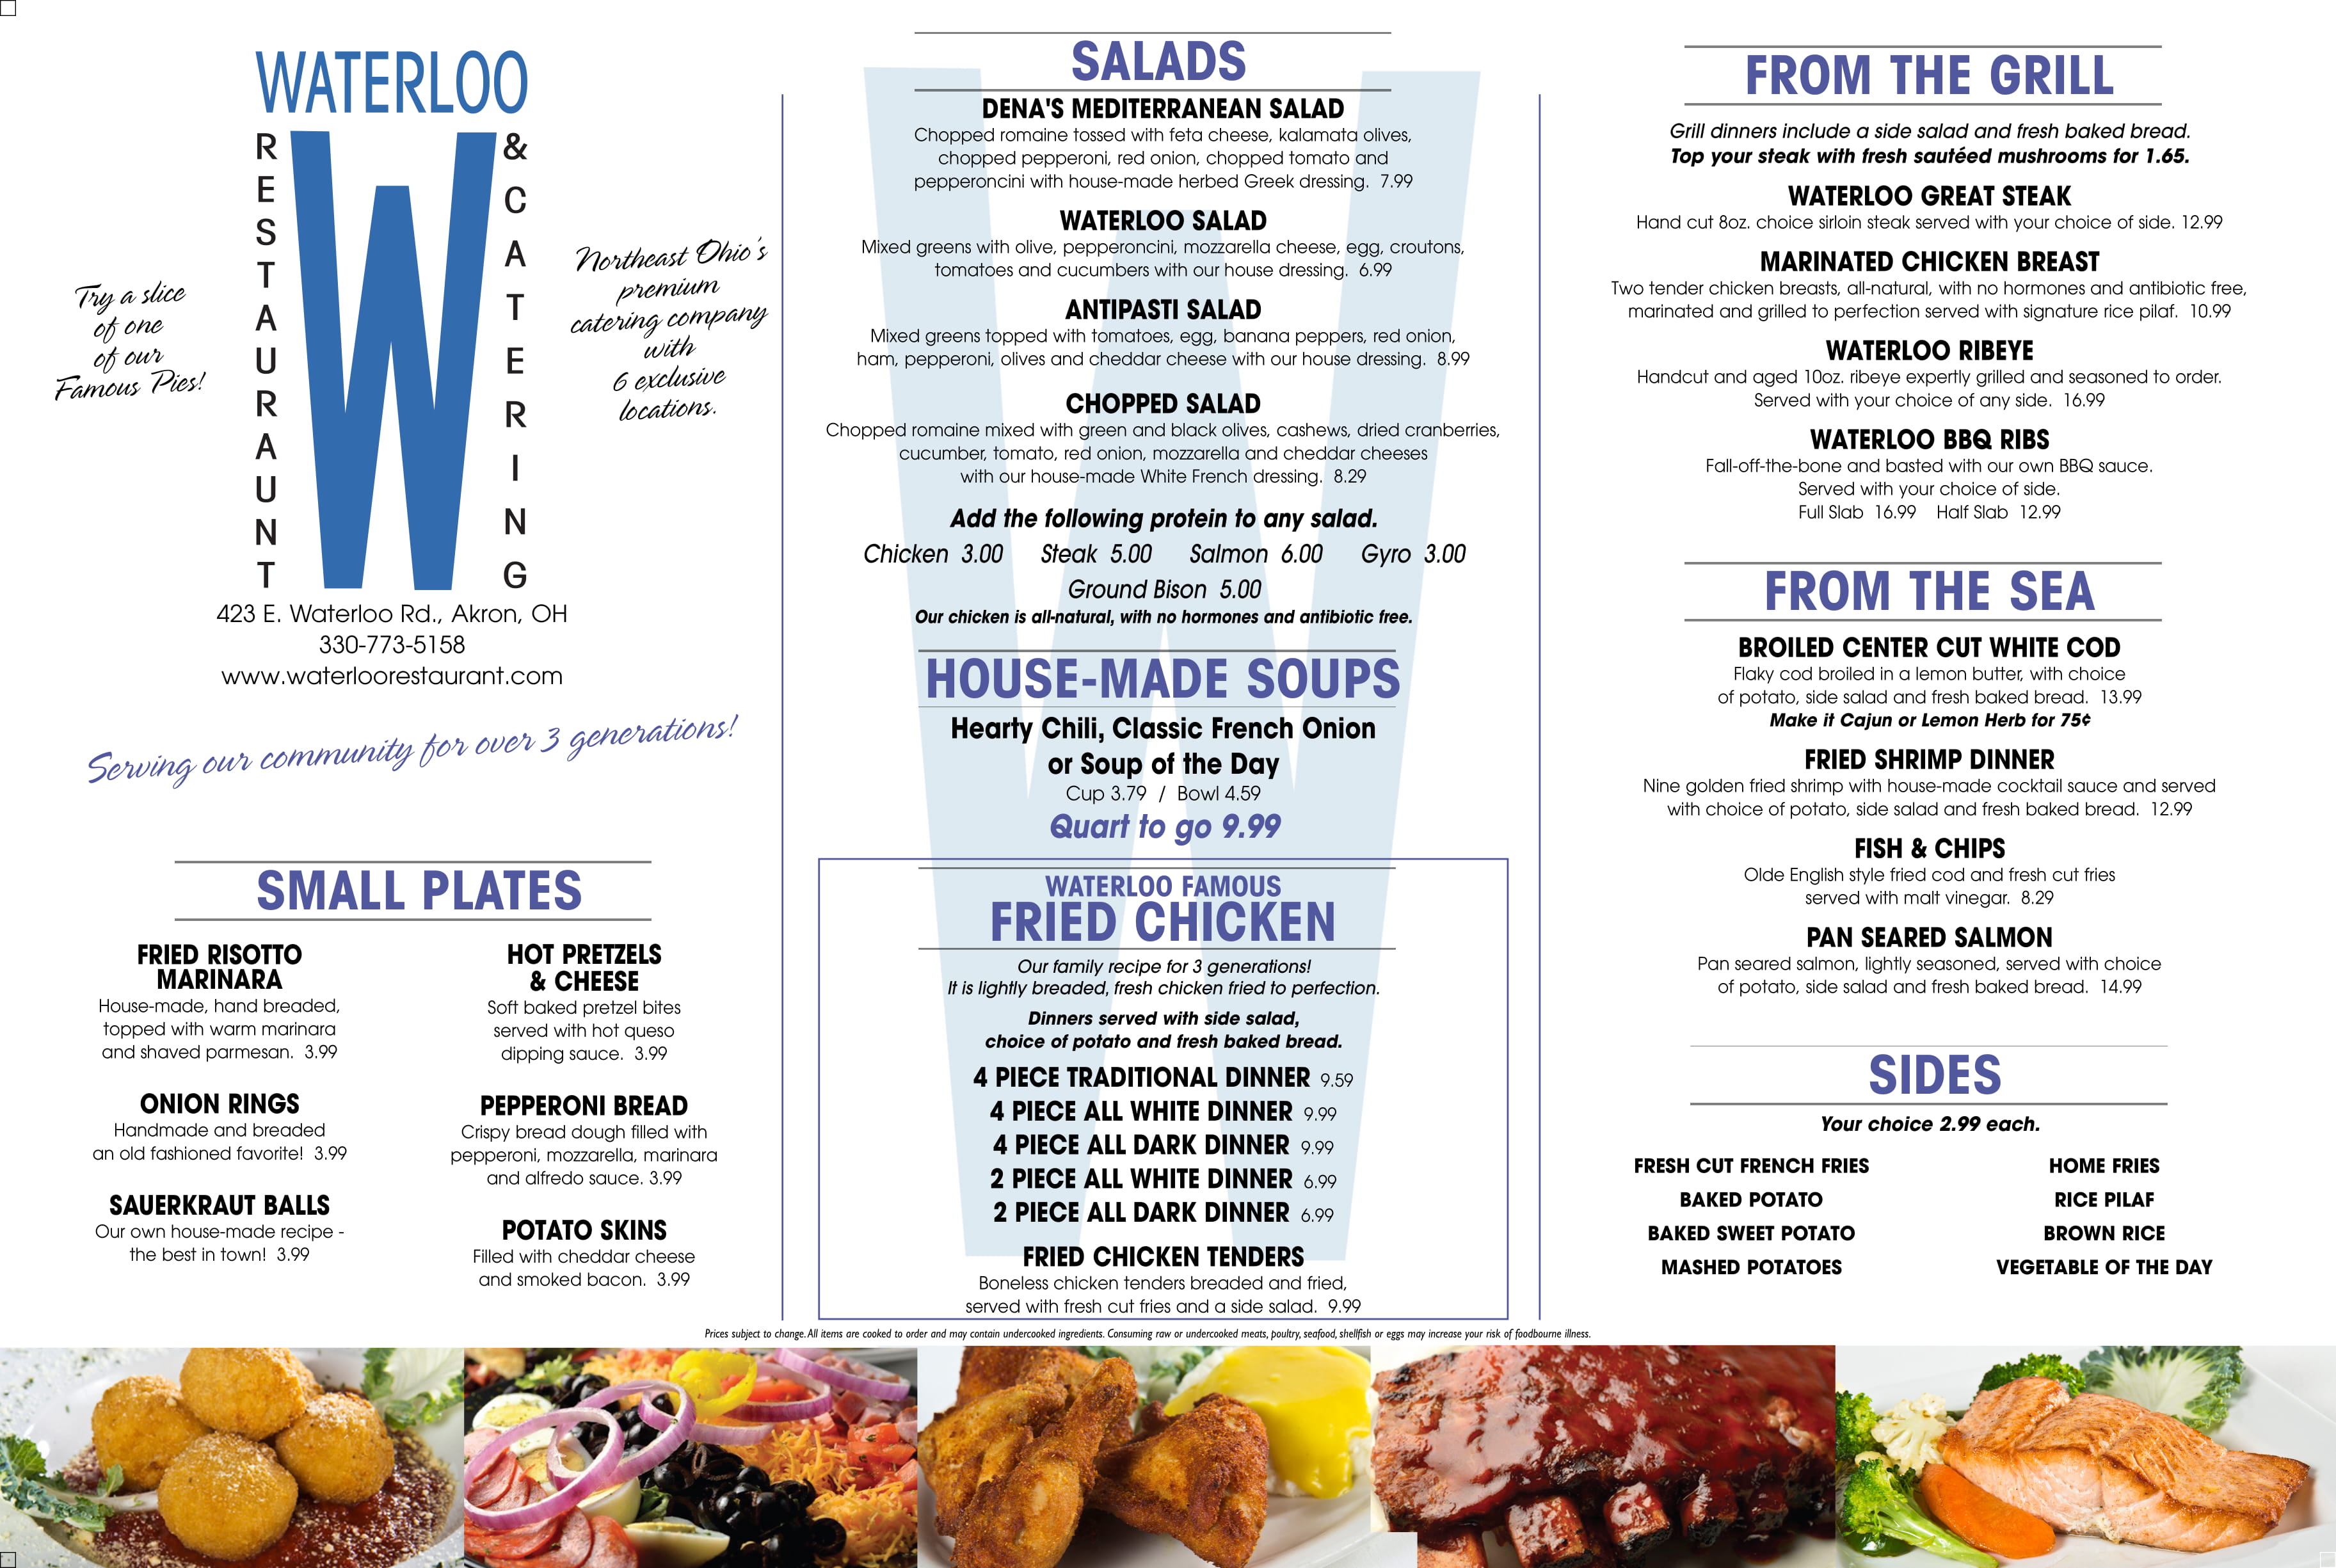 WATERLOO
RESTAURANT
W
& CATERING
Try a slice
of one
of our
Famous Pies!
Northeast Ohio's
premium
catering company
with
6 exclusive
locations.
423 E. Waterloo Rd., Akron, OH
330-773-5158
www.waterloorestaurant.com
Serving our community for over 3 generations!
SMALL PLATES
FRIED RISOTTO
MARINARA
House-made, hand breaded,
topped with warm marinara
and shaved parmesan. 3.99
ONION RINGS
Handmade and breaded
an old fashioned favorite! 3.99
SAUERKRAUT BALLS
Our own house-made recipe -
the best in town! 3.99
HOT PRETZELS
& CHEESE
Soft baked pretzel bites
served with hot queso
dipping sauce. 3.99
PEPPERONI BREAD
Crispy bread dough filled with
pepperoni, mozzarella, marinara
and alfredo sauce. 3.99
POTATO SKINS
Filled with cheddar cheese
and smoked bacon. 3.99
SALADS
DENA'S MEDITERRANEAN SALAD
Chopped romaine tossed with feta cheese, kalamata olives,
chopped pepperoni, red onion, chopped tomato and
pepperoncini with house-made herbed Greek dressing. 7.99
WATERLOO SALAD
Mixed greens with olive, pepperoncini, mozzarella cheese, egg, croutons,
tomatoes and cucumbers with our house dressing. 6.99
ANTIPASTI SALAD
Mixed greens topped with tomatoes, egg, banana peppers, red onion,
ham, pepperoni, olives and cheddar cheese with our house dressing. 8.99
CHOPPED SALAD
Chopped romaine mixed with green and black olives, cashews, dried cranberries,
cucumber, tomato, red onion, mozzarella and cheddar cheeses
with our house-made White French dressing. 8.29
Add the following protein to any salad.
Chicken 3.00 Steak 5.00 Salmon 6.00 Gyro 3.00
Ground Bison 5.00
Our chicken is all-natural, with no hormones and antibiotic free.
HOUSE-MADE SOUPS
Hearty Chili, Classic French Onion
or Soup of the Day
Cup 3.79 / Bowl 4.59
Quart to go 9.99
WATERLOO FAMOUS
FRIED CHICKEN
Our family recipe for 3 generations!
It is lightly breaded, fresh chicken fried to perfection.
Dinners served with side salad,
choice of potato and fresh baked bread.
4 PIECE TRADITIONAL DINNER 9.59
4 PIECE ALL WHITE DINNER 9.99
4 PIECE ALL DARK DINNER 9.99
2 PIECE ALL WHITE DINNER 6.99
2 PIECE ALL DARK DINNER 6.99
FRIED CHICKEN TENDERS
Boneless chicken tenders breaded and fried,
served with fresh cut fries and a side salad. 9.99
FROM THE GRILL
Grill dinners include a side salad and fresh baked bread.
Top your steak with fresh sautéed mushrooms for 1.65.
WATERLOO GREAT STEAK
Hand cut 8oz. choice sirloin steak served with your choice of side. 12.99
MARINATED CHICKEN BREAST
Two tender chicken breasts, all-natural, with no hormones and antibiotic free,
marinated and grilled to perfection served with signature rice pilaf. 10.99
WATERLOO RIBEYE
Handcut and aged 10oz. ribeye expertly grilled and seasoned to order.
Served with your choice of any side. 16.99
WATERLOO BBQ RIBS
Fall-off-the-bone and basted with our own BBQ sauce.
Served with your choice of side.
Full Slab 16.99 Half Slab 12.99
FROM THE SEA
BROILED CENTER CUT WHITE COD
Flaky cod broiled in a lemon butter, with choice
of potato, side salad and fresh baked bread. 13.99
Make it Cajun or Lemon Herb for 75¢
FRIED SHRIMP DINNER
Nine golden fried shrimp with house-made cocktail sauce and served
with choice of potato, side salad and fresh baked bread. 12.99
FISH & CHIPS
Olde English style fried cod and fresh cut fries
served with malt vinegar. 8.29
PAN SEARED SALMON
Pan seared salmon, lightly seasoned, served with choice
of potato, side salad and fresh baked bread. 14.99
SIDES
Your choice 2.99 each.
FRESH CUT FRENCH FRIES
BAKED POTATO
BAKED SWEET POTATO
MASHED POTATOES
HOME FRIES
RICE PILAF
BROWN RICE
VEGETABLE OF THE DAY
Prices subject to change. All items are cooked to order and may contain undercooked ingredients. Consuming raw or undercooked meats, poultry, seafood, shellfish or eggs may increase your risk of foodbourne illness.